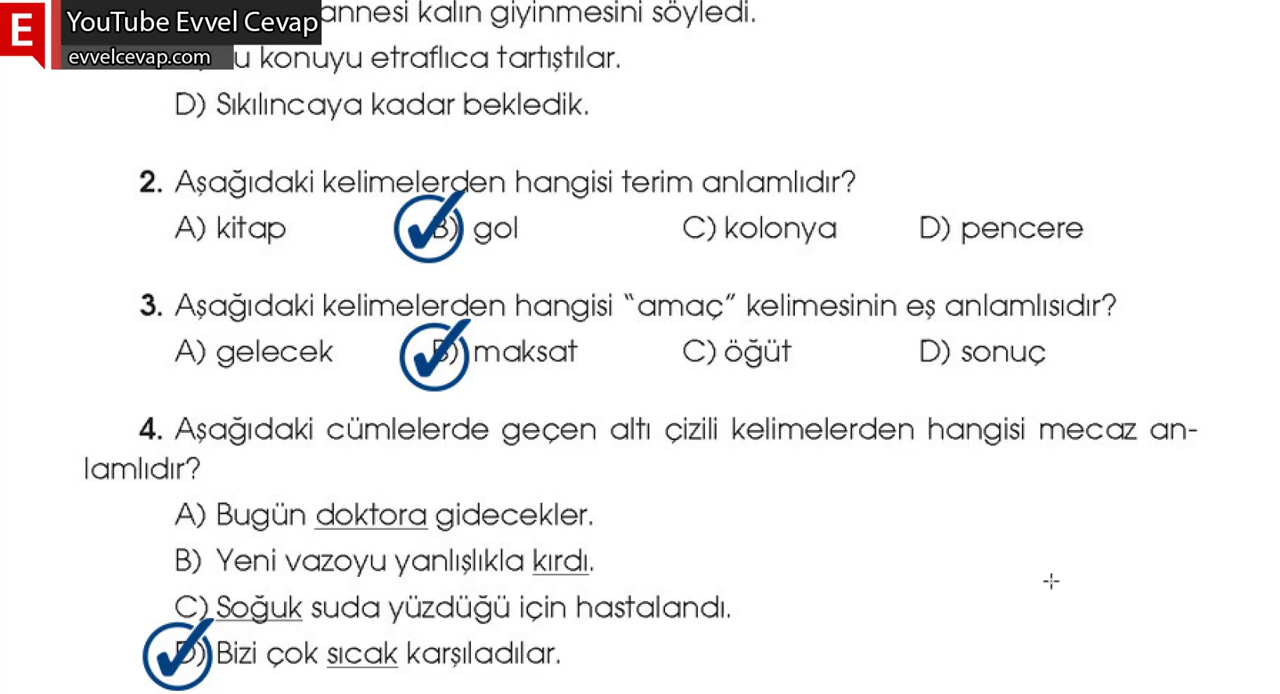 E YouTube Evvel Cevap annesi kalın giyinmesini söyledi.
evvelcevap.com u konuyu etraflıca tartıştılar.
D) Sıkılıncaya kadar bekledik.
2. Aşağıdaki kelimelerden hangisi terim anlamlıdır?
A) kitap B) gol C) kolonya D) pencere
3. Aşağıdaki kelimelerden hangisi “amaç” kelimesinin eş anlamlısıdır?
A) gelecek B) maksat C) öğüt D) sonuç
4. Aşağıdaki cümlelerde geçen altı çizili kelimelerden hangisi mecaz an-
lamlıdır?
A) Bugün doktora gidecekler.
B) Yeni vazoyu yanlışlıkla kırdı.
C) Soğuk suda yüzdüğü için hastalandı.
D) Bizi çok sıcak karşıladılar.